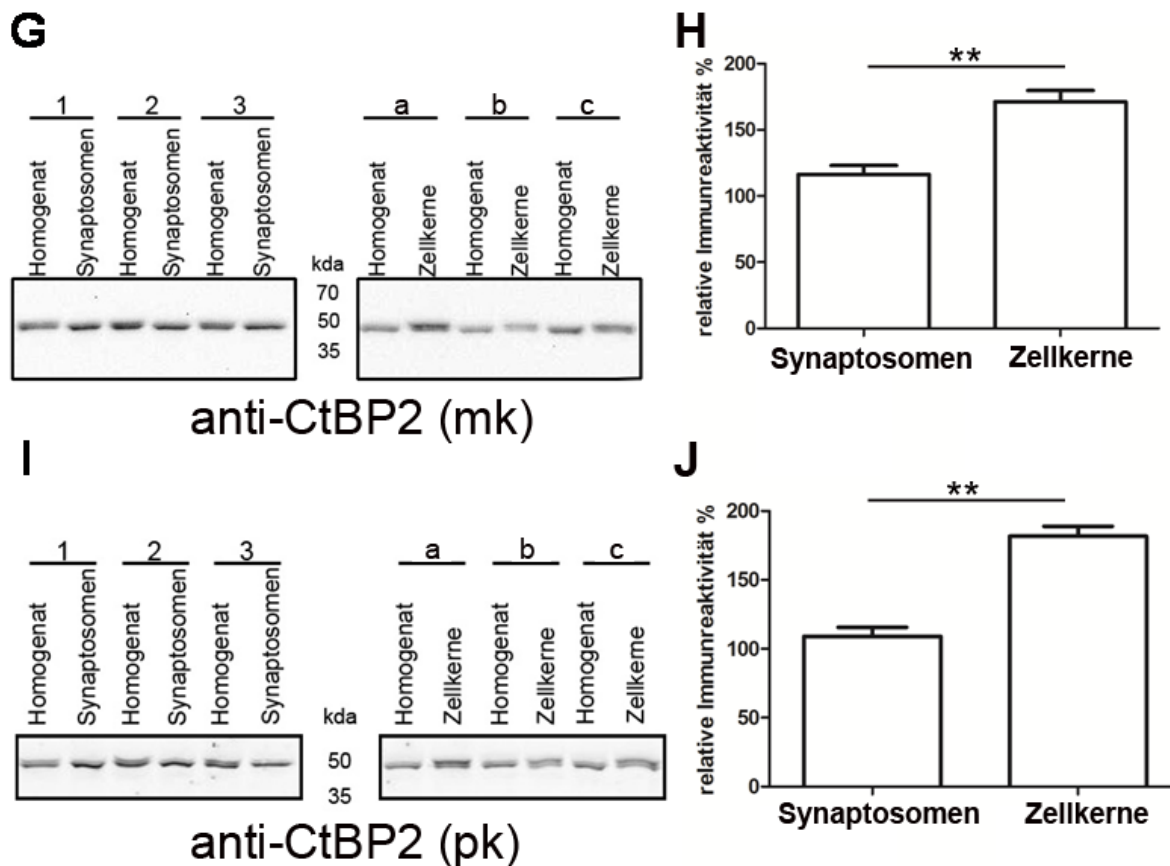 G
1 2 3
Homogenat Synaptosomen Homogenat Synaptosomen Homogenat Synaptosomen
kda
70
50
35
a b c
Homogenat Zellkerne Homogenat Zellkerne Homogenat Zellkerne
anti-CtBP2 (mk)
H
relative Immunreaktivität %
200
150
100
50
0
**
Synaptosomen Zellkerne
I
1 2 3
Homogenat Synaptosomen Homogenat Synaptosomen Homogenat Synaptosomen
kda
50
35
a b c
Homogenat Zellkerne Homogenat Zellkerne Homogenat Zellkerne
anti-CtBP2 (pk)
J
relative Immunreaktivität %
200
150
100
50
0
**
Synaptosomen Zellkerne